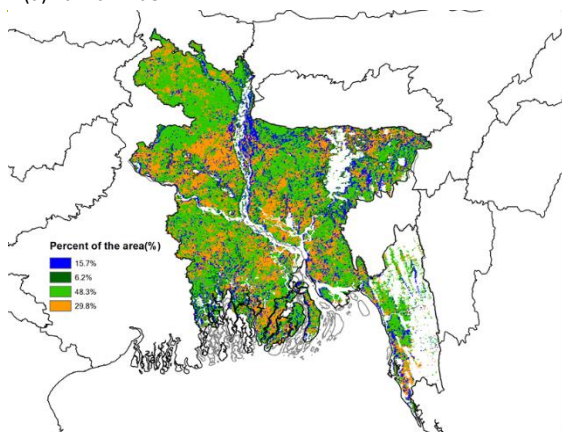 Percent of the area(%)
15.7%
6.2%
48.3%
29.8%